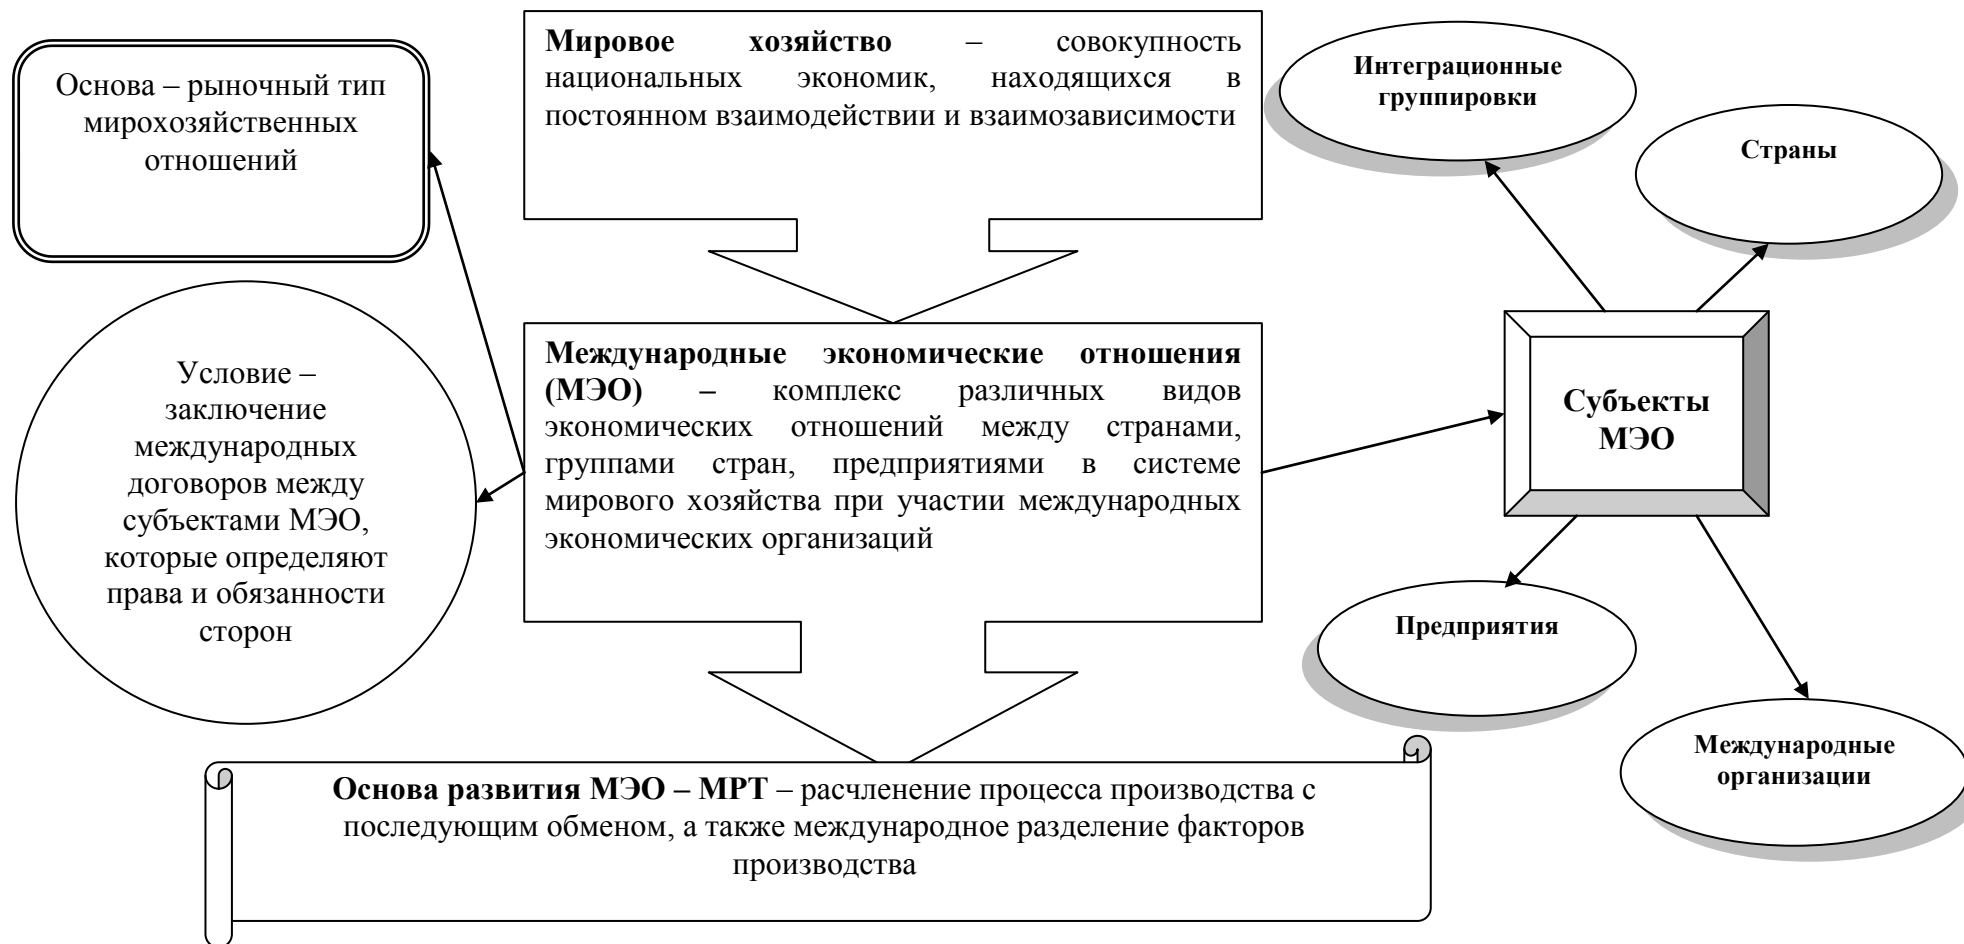 Основа – рыночный тип
мирохозяйственных
отношений
Мировое хозяйство – совокупность
национальных экономик, находящихся в
постоянном взаимодействии и взаимозависимости
Интеграционные
группировки
Страны
Условие –
заключение
международных
договоров между
субъектами МЭО,
которые определяют
права и обязанности
сторон
Международные экономические отношения
(МЭО) – комплекс различных видов
экономических отношений между странами,
группами стран, предприятиями в системе
мирового хозяйства при участии международных
экономических организаций
Субъекты
МЭО
Предприятия
Международные
организации
Основа развития МЭО – МРТ – расчленение процесса производства с
последующим обменом, а также международное разделение факторов
производства